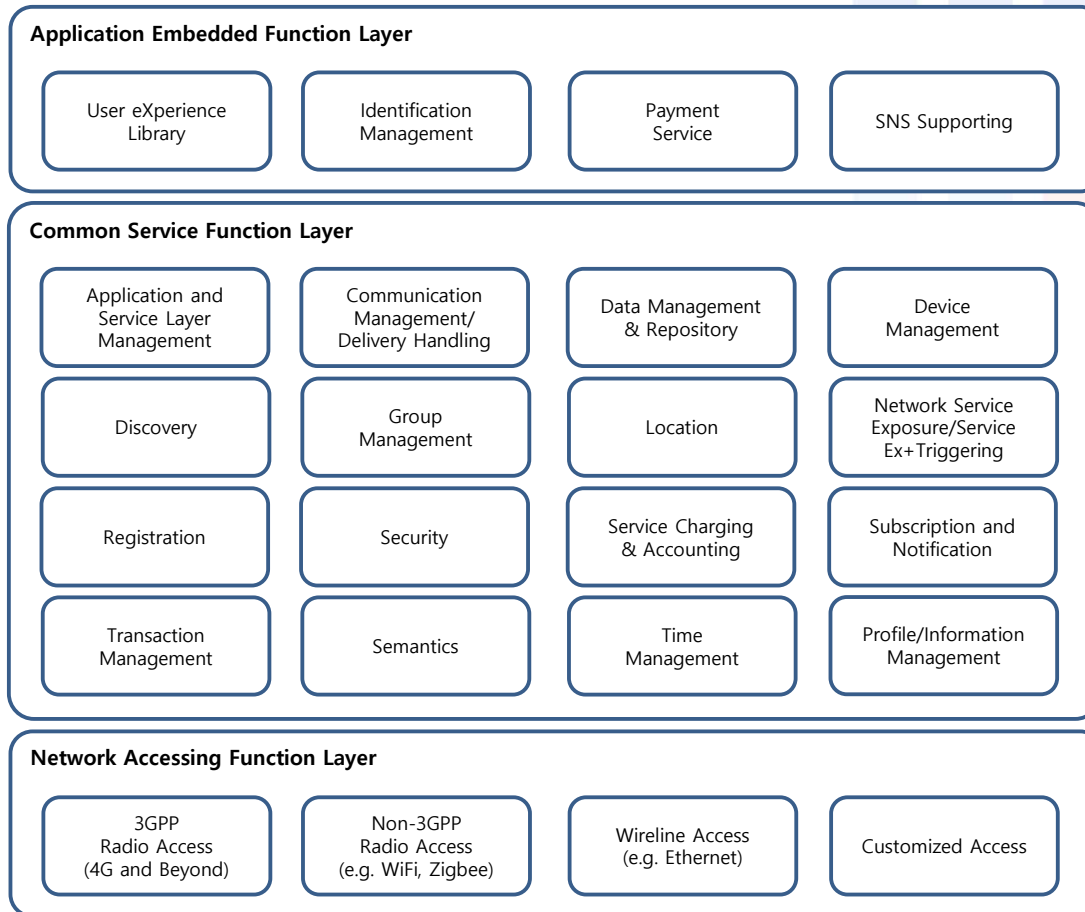 Application Embedded Function Layer
User eXperience
Library
Identification
Management
Payment
Service
SNS Supporting
Common Service Function Layer
Application and
Service Layer
Management
Communication
Management/
Delivery Handling
Data Management
& Repository
Device
Management
Discovery
Group
Management
Location
Network Service
Exposure/Service
Ex+Triggering
Registration
Security
Service Charging
& Accounting
Subscription and
Notification
Transaction
Management
Semantics
Time
Management
Profile/Information
Management
Network Accessing Function Layer
3GPP
Radio Access
(4G and Beyond)
Non-3GPP
Radio Access
(e.g. WiFi, Zigbee)
Wireline Access
(e.g. Ethernet)
Customized Access